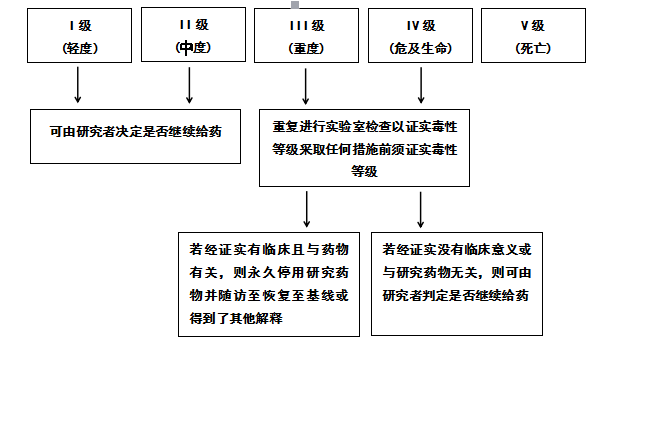 I 级
(轻度)
II 级
(中度)
III 级
(重度)
IV 级
(危及生命)
V 级
(死亡)
可由研究者决定是否继续给药
重复进行实验室检查以证实毒性
等级采取任何措施前须证实毒性
等级
若经证实有临床且与药物
有关，则永久停用研究药
物并随访至恢复至基线或
得到了其他解释
若经证实没有临床意义或
与研究药物无关，则可由
研究者判定是否继续给药